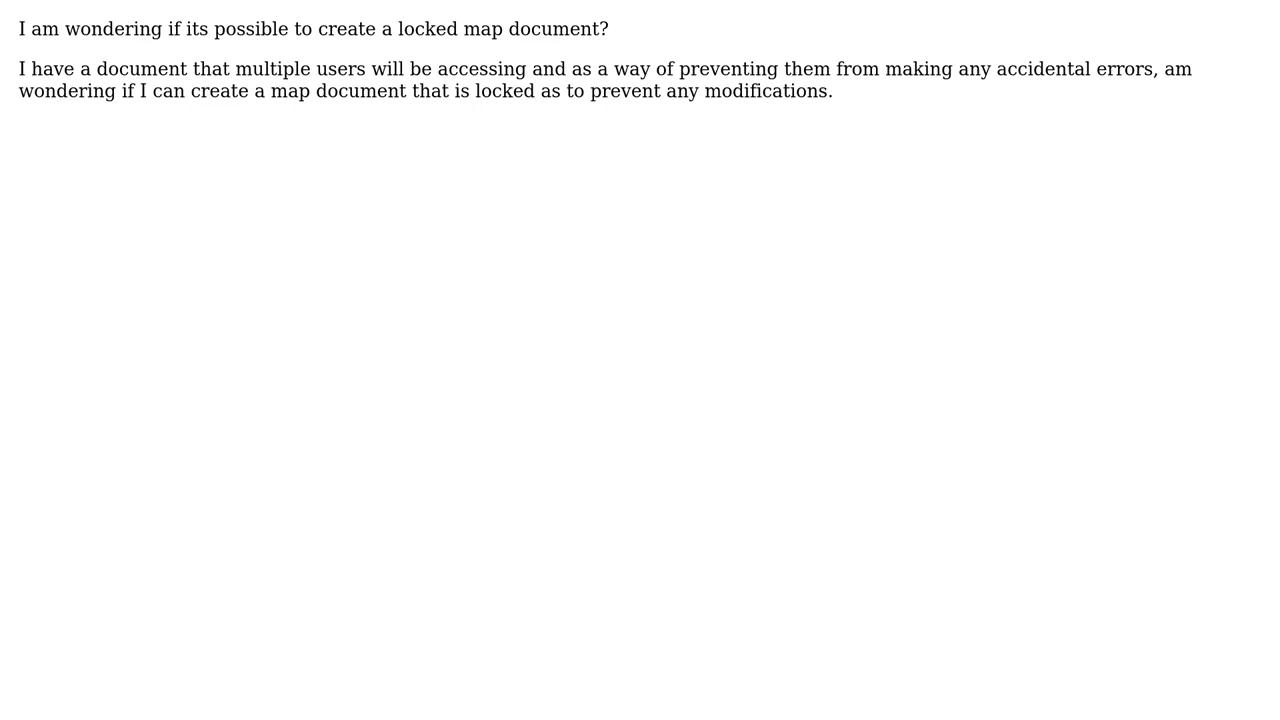 I am wondering if its possible to create a locked map document?
I have a document that multiple users will be accessing and as a way of preventing them from making any accidental errors, am
wondering if I can create a map document that is locked as to prevent any modifications.